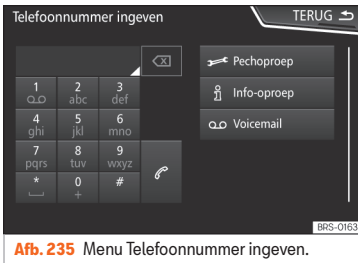 Telefoonnummer ingeven
TERUG
1
2 abc
3 def
4 ghi
5 jkl
6 mno
7 pqrs
8 tuv
9 wxyz
*
0 +
#
Pechoproep
Info-oproep
Voicemail
BRS-0163
Afb. 235 Menu Telefoonnummer ingeven.